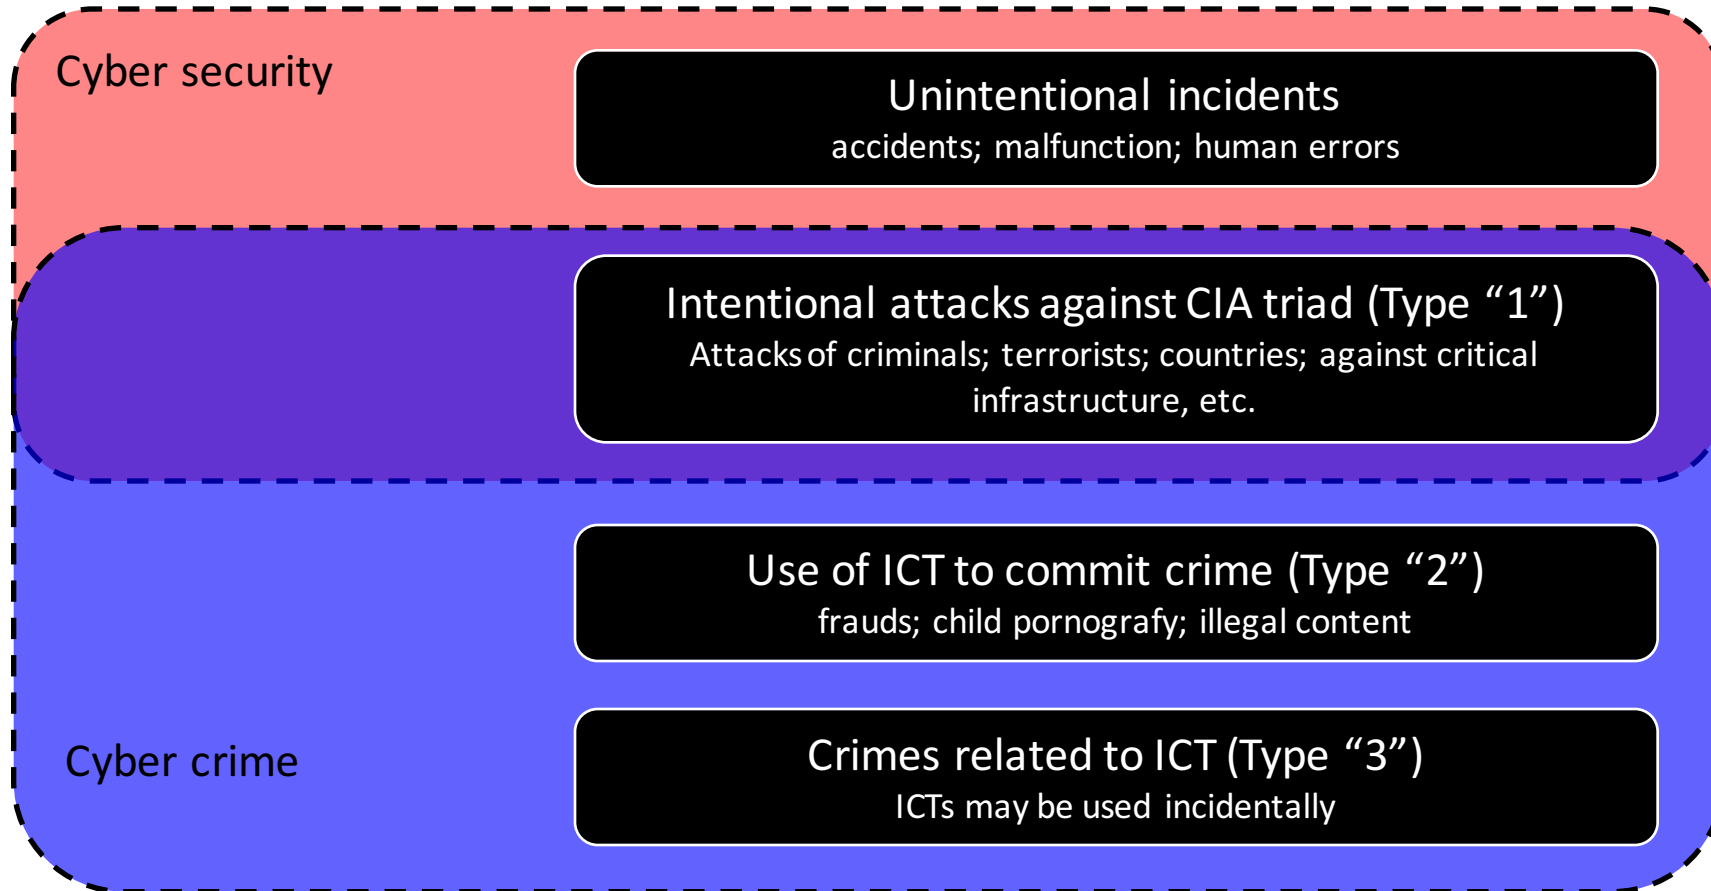 Cyber security
Unintentional incidents
accidents; malfunction; human errors
Intentional attacks against CIA triad (Type “1”)
Attacks of criminals; terrorists; countries; against critical
infrastructure, etc.
Use of ICT to commit crime (Type “2”)
frauds; child pornografy; illegal content
Cyber crime
Crimes related to ICT (Type “3”)
ICTs may be used incidentally